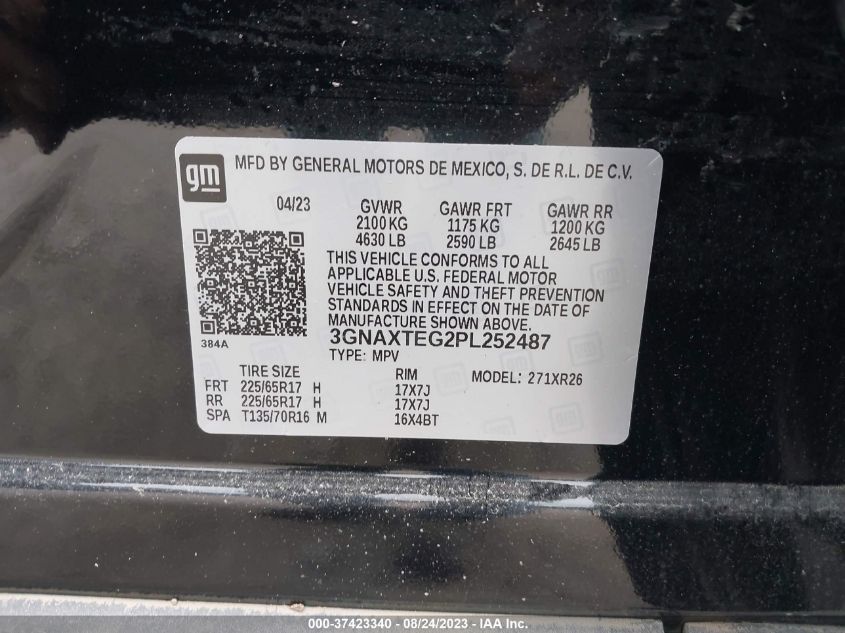 gm
MFD BY GENERAL MOTORS DE MEXICO, S. DE R.L. DE C.V.
04/23 GVWR GAWR FRT GAWR RR
2100 KG 1175 KG 1200 KG
4630 LB 2590 LB 2645 LB
THIS VEHICLE CONFORMS TO ALL
APPLICABLE U.S. FEDERAL MOTOR
VEHICLE SAFETY AND THEFT PREVENTION
STANDARDS IN EFFECT ON THE DATE OF
MANUFACTURE SHOWN ABOVE.
384A
3GNAXTEG2PL252487
TYPE: MPV
TIRE SIZE RIM MODEL: 271XR26
FRT 225/65R17 H 17X7J
RR 225/65R17 H 17X7J
SPA T135/70R16 M 16X4BT
000-37423340 - 08/24/2023 - IAA Inc.